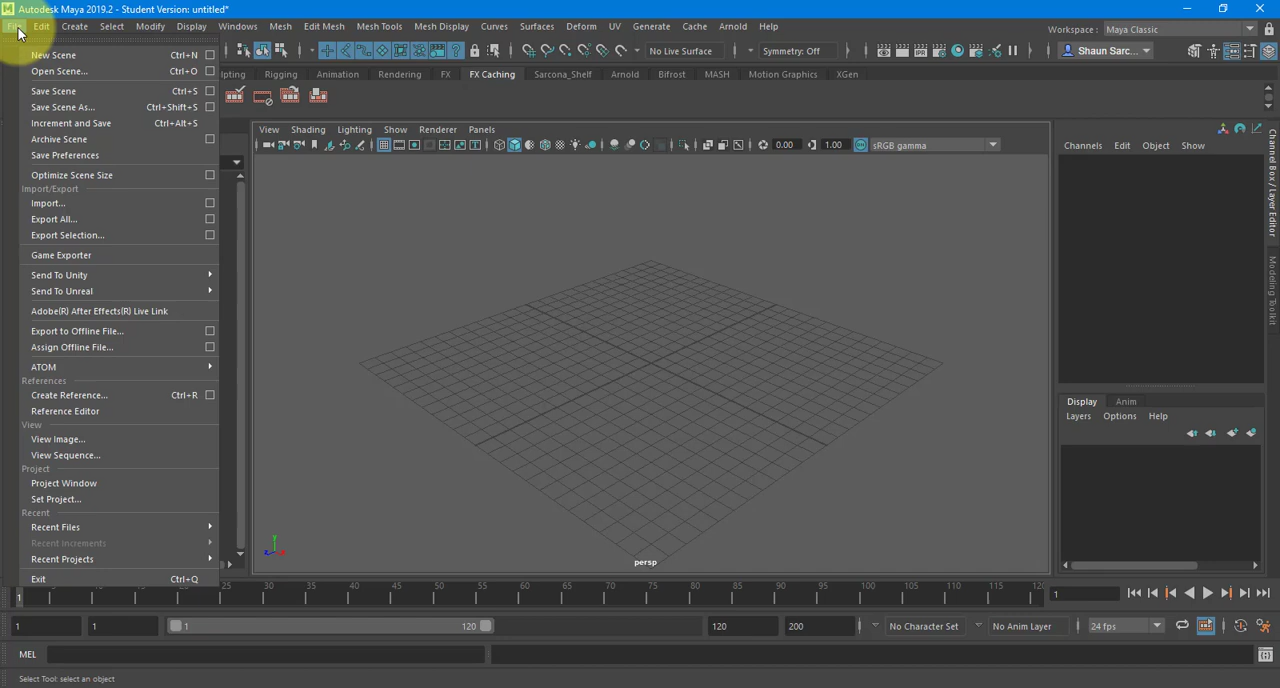 Autodesk Maya 2019.2 - Student Version: untitled*
File Edit Create Select Modify Display Windows Mesh Edit Mesh Mesh Tools Mesh Display Curves Surfaces Deform UV Generate Cache Arnold Help
Workspace : Maya Classic
No Live Surface Symmetry: Off Shaun Sarc...
Rigging Animation Rendering FX FX Caching Sarcona_Shelf Arnold Bifrost MASH Motion Graphics XGen
New Scene Ctrl+N
Open Scene... Ctrl+O
Save Scene Ctrl+S
Save Scene As... Ctrl+Shift+S
Increment and Save Ctrl+Alt+S
Archive Scene
Save Preferences
Optimize Scene Size
Import/Export
Import...
Export All...
Export Selection...
Game Exporter
Send To Unity
Send To Unreal
Adobe(R) After Effects(R) Live Link
Export to Offline File...
Assign Offline File...
ATOM
References
Create Reference... Ctrl+R
Reference Editor
View
View Image...
View Sequence...
Project
Project Window
Set Project...
Recent
Recent Files
Recent Increments
Recent Projects
Exit Ctrl+Q
View Shading Lighting Show Renderer Panels
0.00 1.00 sRGB gamma
persp
Channels Edit Object Show
Channel Box / Layer Editor
Modeling Toolkit
Display Anim
Layers Options Help
1 25 30 35 40 45 50 55 60 65 70 75 80 85 90 95 100 105 110 115 120 1
1 1 1 120 120 200 No Character Set No Anim Layer 24 fps
MEL
Select Tool: select an object